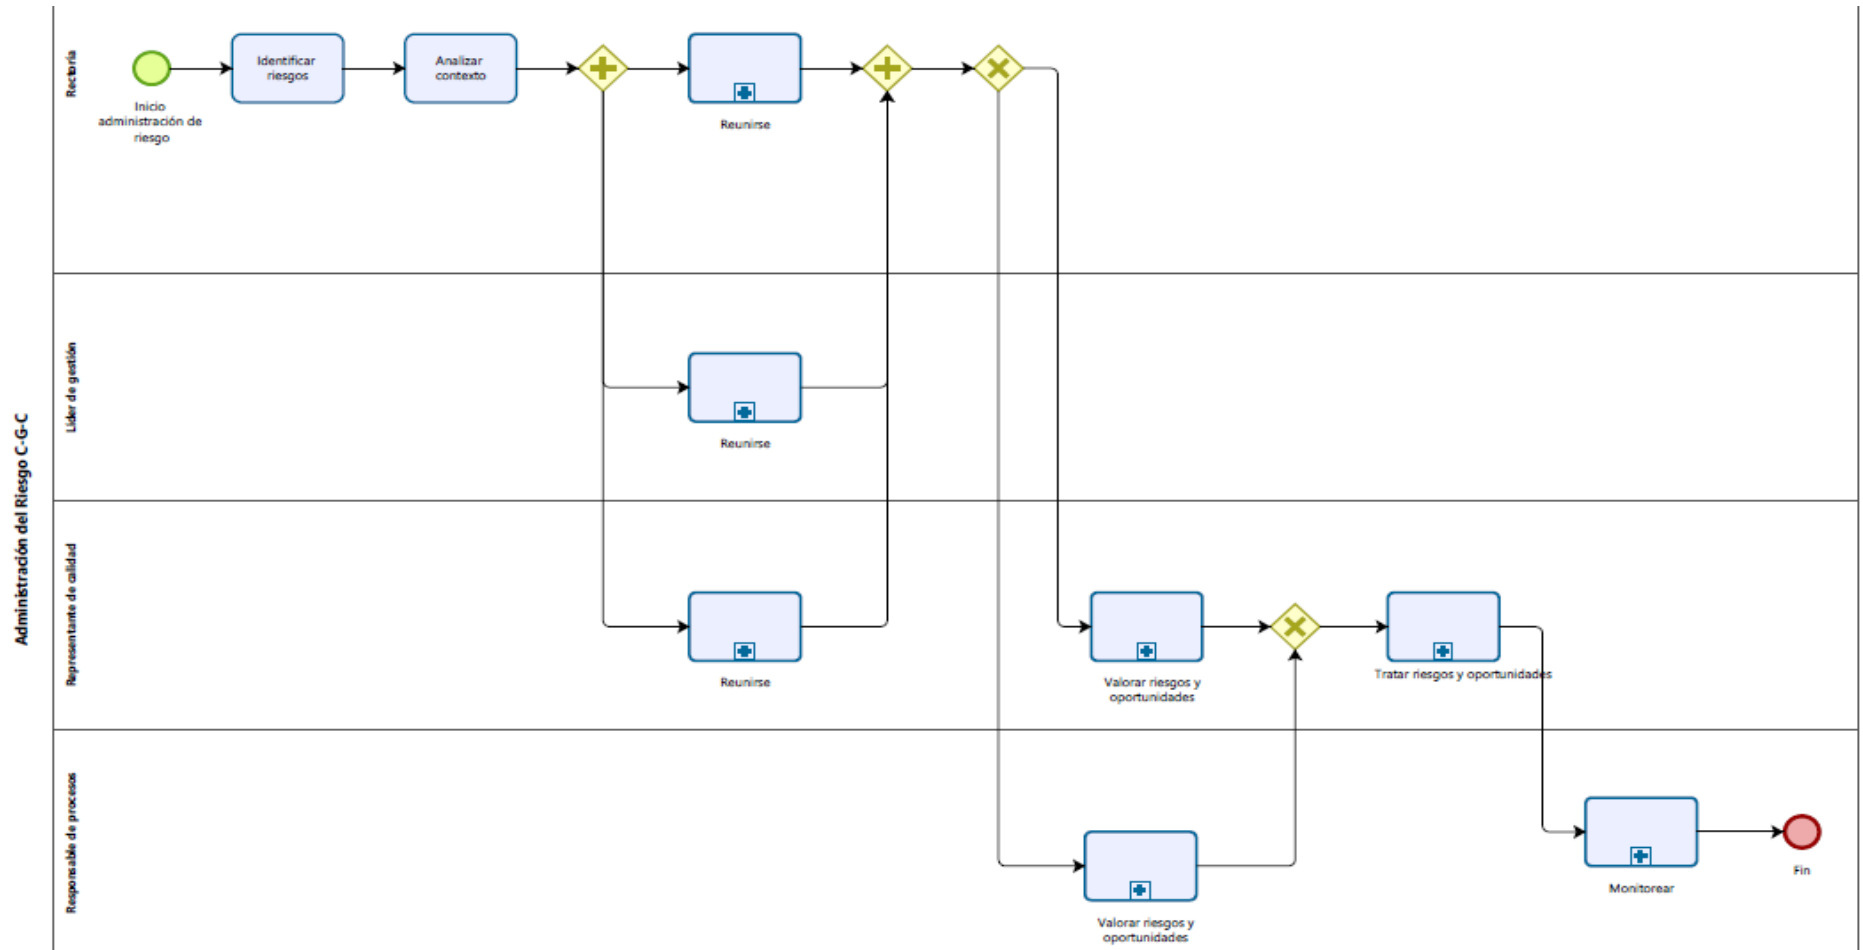 Administración del Riesgo C-G-C
Rectoría
Inicio
administración de
riesgo
Identificar
riesgos
Analizar
contexto
Reunirse
Líder de gestión
Reunirse
Representante de calidad
Reunirse
Valorar riesgos y
oportunidades
Tratar riesgos y oportunidades
Responsable de procesos
Valorar riesgos y
oportunidades
Monitorear
Fin